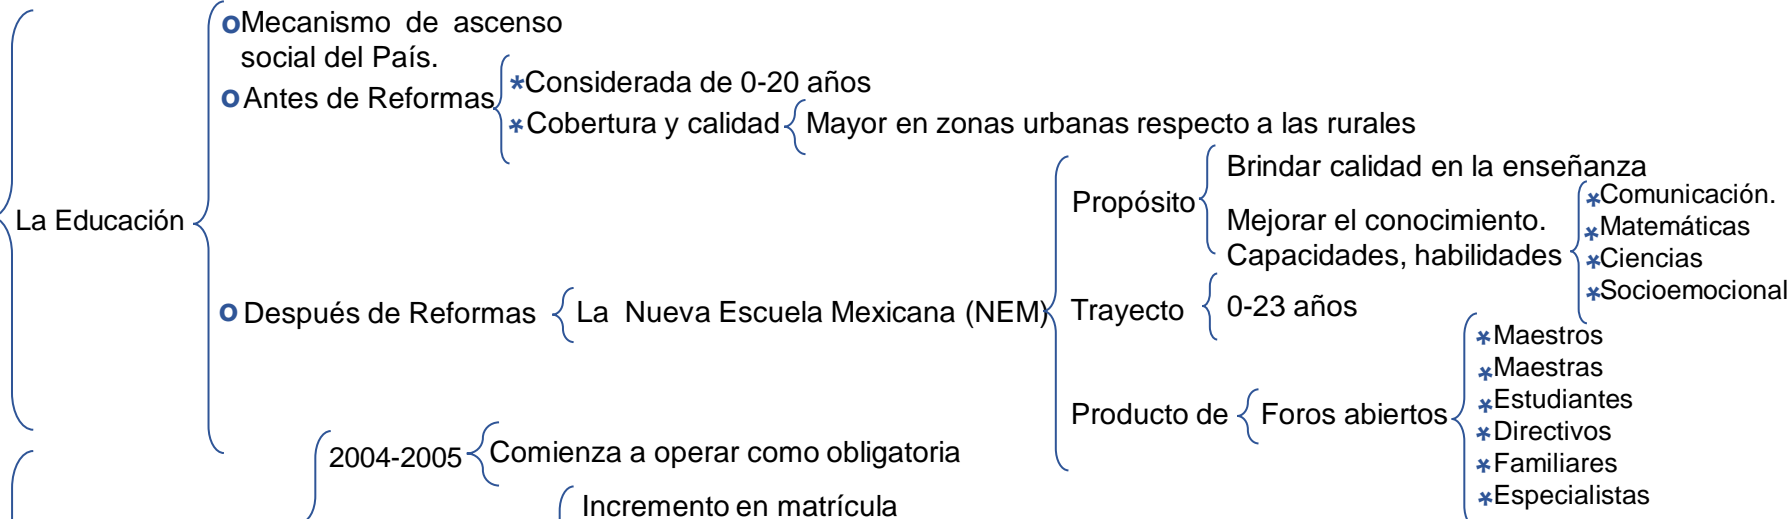 oMecanismo de ascenso
social del País.
o Antes de Reformas
*Considerada de 0-20 años
*Cobertura y calidad
Mayor en zonas urbanas respecto a las rurales
La Educación
o Después de Reformas
La Nueva Escuela Mexicana (NEM)
Propósito
Brindar calidad en la enseñanza
Mejorar el conocimiento.
Capacidades, habilidades
*Comunicación.
*Matemáticas
*Ciencias
*Socioemocional
Trayecto
0-23 años
Producto de
Foros abiertos
*Maestros
*Maestras
*Estudiantes
*Directivos
*Familiares
*Especialistas
2004-2005
Comienza a operar como obligatoria
Incremento en matrícula